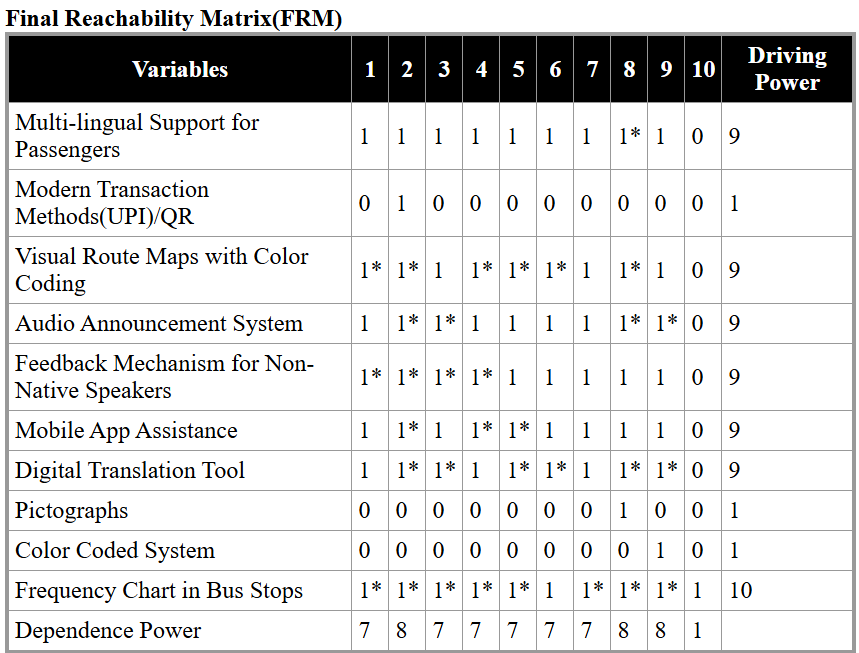 Final Reachability Matrix(FRM)
Variables 1 2 3 4 5 6 7 8 9 10 Driving
Power
Multi-lingual Support for
Passengers 1 1 1 1 1 1 1 1* 1 0 9
Modern Transaction
Methods(UPI)/QR 0 1 0 0 0 0 0 0 0 0 1
Visual Route Maps with Color
Coding 1* 1* 1 1* 1* 1* 1 1* 1 0 9
Audio Announcement System 1 1* 1* 1 1 1 1 1* 1* 0 9
Feedback Mechanism for Non-
Native Speakers 1* 1* 1* 1* 1 1 1 1 1 0 9
Mobile App Assistance 1 1* 1 1* 1* 1 1 1 1 0 9
Digital Translation Tool 1 1* 1* 1 1* 1* 1 1* 1* 0 9
Pictographs 0 0 0 0 0 0 0 1 0 0 1
Color Coded System 0 0 0 0 0 0 0 0 1 0 1
Frequency Chart in Bus Stops 1* 1* 1* 1* 1* 1 1* 1* 1* 1 10
Dependence Power 7 8 7 7 7 7 7 8 8 1